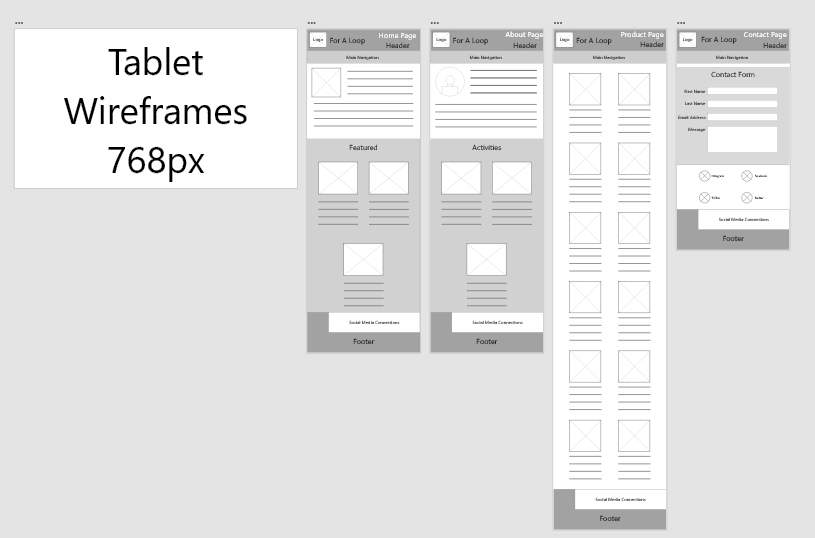 Tablet
Wireframes
768px
Logo
For A Loop
Home Page
Header
Main Navigation
Featured
Social Media Connections
Footer
Logo
For A Loop
About Page
Header
Main Navigation
Activities
Social Media Connections
Footer
Logo
For A Loop
Product Page
Header
Main Navigation
Social Media Connections
Footer
Logo
For A Loop
Contact Page
Header
Main Navigation
Contact Form
First Name
Last Name
Email Address
Message
Instagram
Facebook
Twitter
Social Media Connections
Footer